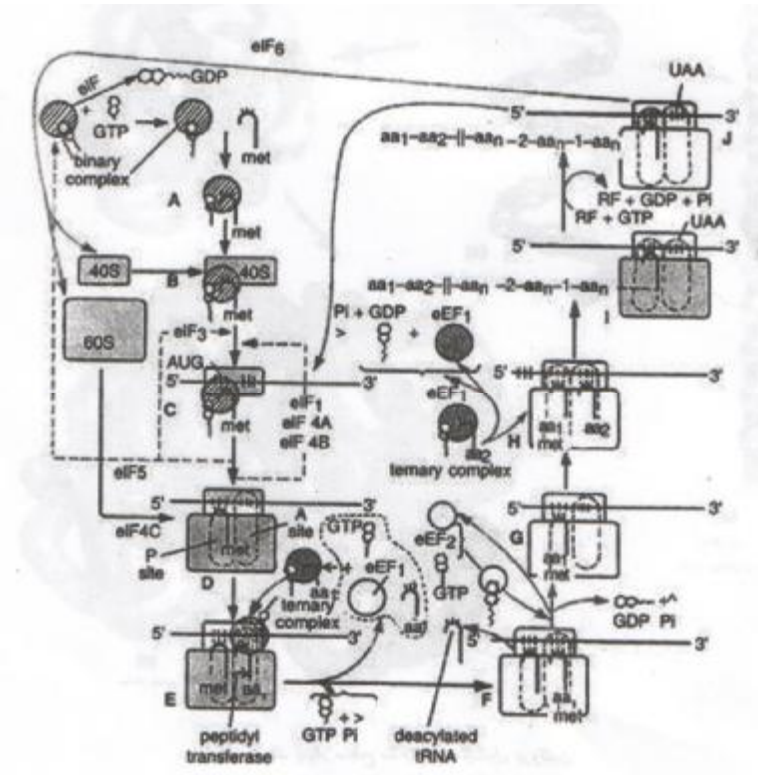 eIF6
eIF
+
GDP
GTP
binary
complex
met
A
met
40S
B
40S
met
eIF3
60S
AUG
5'
3'
C
met
eIF1
eIF 4A
eIF 4B
eIF5
5'
3'
eIF4C
P
site
met
A
site
D
GTP
+
eEF1
aa1
ternary
complex
5'
3'
E
met
aa1
peptidyl
transferase
+ >
GTP Pi
deacylated
tRNA
UAA
5'
3'
J
aa1-aa2-||-aan-2-aan-1-aan
RF + GDP + Pi
RF + GTP
UAA
5'
3'
aa1-aa2-||-aan-2-aan-1-aan
I
Pi + GDP
>
+
eEF1
5'
3'
eEF1
aa2
ternary complex
H
aa1
met
aa2
5'
3'
G
aa1
met
eEF2
GTP
GDP Pi
5'
3'
F
aa1
met